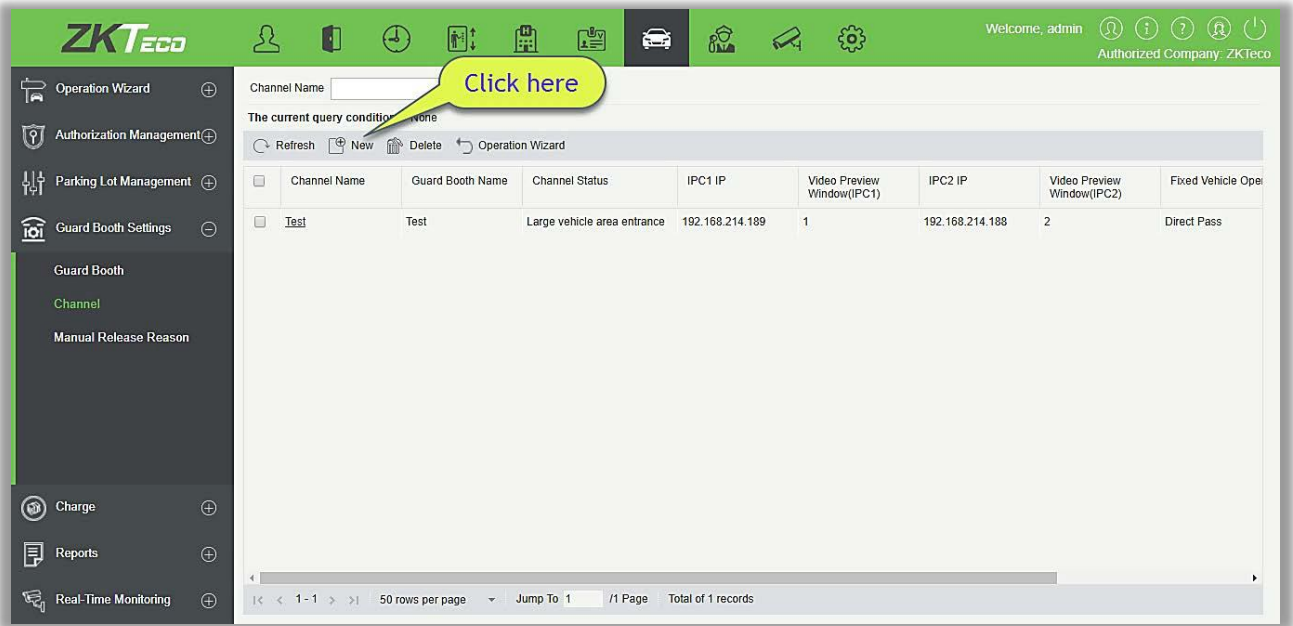 ZKTeco
Welcome, admin
Authorized Company: ZKTeco
Operation Wizard
Authorization Management
Parking Lot Management
Guard Booth Settings
Guard Booth
Channel
Manual Release Reason
Charge
Reports
Real-Time Monitoring
Channel Name
Click here
The current query condition None
Refresh New Delete Operation Wizard
Channel Name Guard Booth Name Channel Status IPC1 IP Video Preview Window(IPC1) IPC2 IP Video Preview Window(IPC2) Fixed Vehicle Oper
Test Test Large vehicle area entrance 192.168.214.189 1 192.168.214.188 2 Direct Pass
|< < 1 - 1 > >| 50 rows per page Jump To 1 /1 Page Total of 1 records